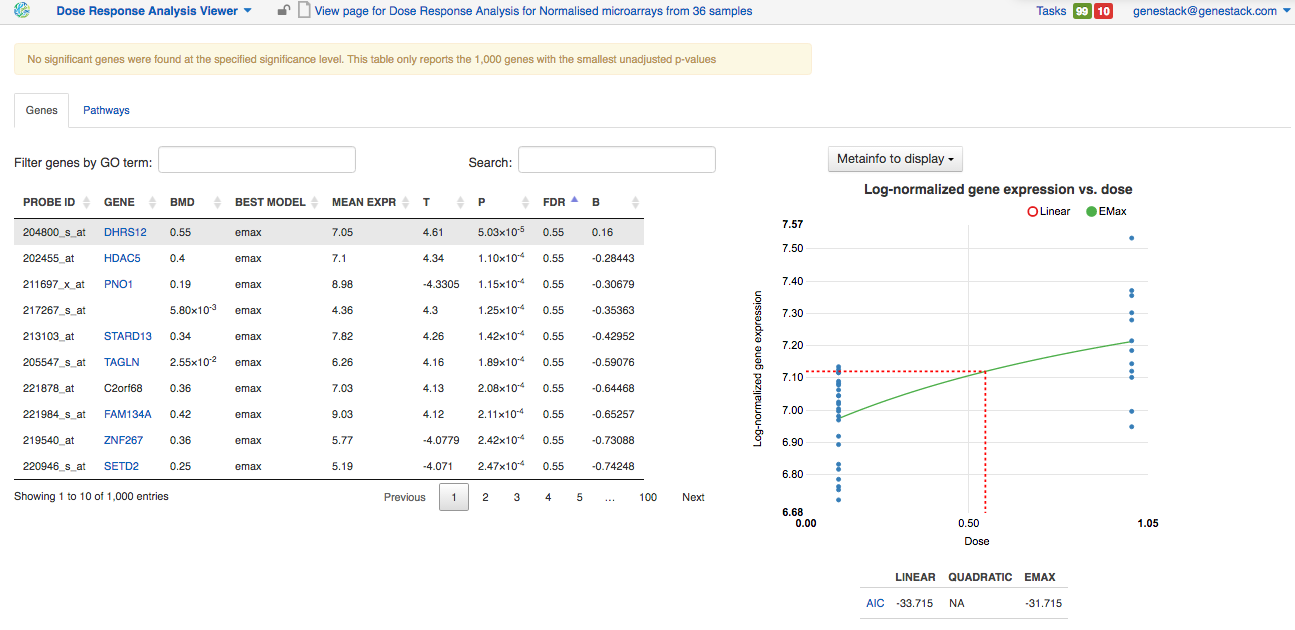 Dose Response Analysis Viewer View page for Dose Response Analysis for Normalised microarrays from 36 samples Tasks 99 10 genestack@genestack.com
No significant genes were found at the specified significance level. This table only reports the 1,000 genes with the smallest unadjusted p-values
Genes Pathways
Filter genes by GO term: Search:
PROBE ID GENE BMD BEST MODEL MEAN EXPR T P FDR B
204800_s_at DHRS12 0.55 emax 7.05 4.61 5.03×10⁻⁵ 0.55 0.16
202455_at HDAC5 0.4 emax 7.1 4.34 1.10×10⁻⁴ 0.55 -0.28443
211697_x_at PNO1 0.19 emax 8.98 -4.3305 1.15×10⁻⁴ 0.55 -0.30679
217267_s_at 5.80×10⁻³ emax 4.36 4.3 1.25×10⁻⁴ 0.55 -0.35363
213103_at STARD13 0.34 emax 7.82 4.26 1.42×10⁻⁴ 0.55 -0.42952
205547_s_at TAGLN 2.55×10⁻² emax 6.26 4.16 1.89×10⁻⁴ 0.55 -0.59076
221878_at C2orf68 0.36 emax 7.03 4.13 2.08×10⁻⁴ 0.55 -0.64468
221984_s_at FAM134A 0.42 emax 9.03 4.12 2.11×10⁻⁴ 0.55 -0.65257
219540_at ZNF267 0.36 emax 5.77 -4.0779 2.42×10⁻⁴ 0.55 -0.73088
220946_s_at SETD2 0.25 emax 5.19 -4.071 2.47×10⁻⁴ 0.55 -0.74248
Showing 1 to 10 of 1,000 entries Previous 1 2 3 4 5 ... 100 Next
Metainfo to display
Log-normalized gene expression vs. dose
Linear EMax
7.57
7.50
7.40
7.30
7.20
7.10
7.00
6.90
6.80
6.68
Log-normalized gene expression
0.00 0.50 1.05
Dose
LINEAR QUADRATIC EMAX
AIC -33.715 NA -31.715